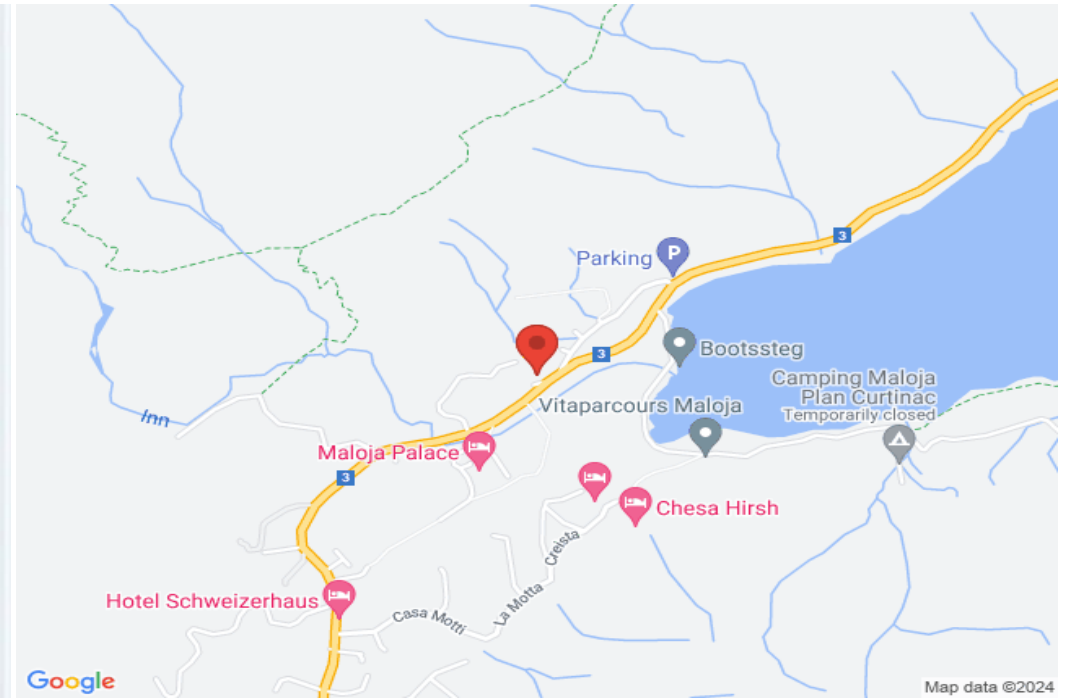 3
Parking
P
3
Bootssteg
Camping Maloja
Plan Curtinac
Temporarily closed
Vitaparcours Maloja
Inn
Maloja Palace
3
Chesa Hirsh
Creista
La Motta
Hotel Schweizerhaus
Casa Motti
Google
Map data ©2024